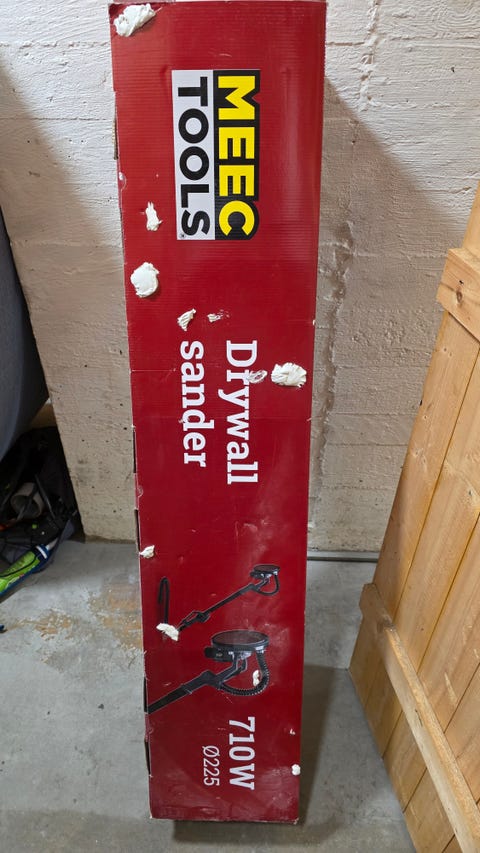 MEEC
TOOLS®
Drywall
sander
710W
Ø225